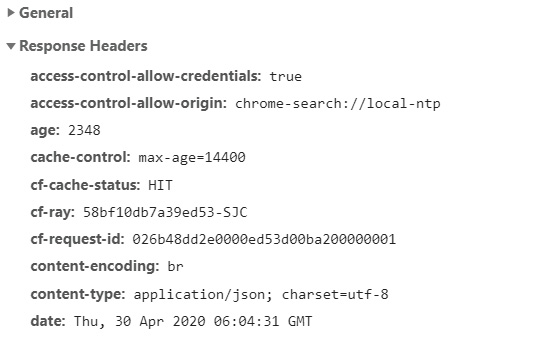 General
Response Headers
access-control-allow-credentials: true
access-control-allow-origin: chrome-search://local-ntp
age: 2348
cache-control: max-age=14400
cf-cache-status: HIT
cf-ray: 58bf10db7a39ed53-SJC
cf-request-id: 026b48dd2e0000ed53d00ba200000001
content-encoding: br
content-type: application/json; charset=utf-8
date: Thu, 30 Apr 2020 06:04:31 GMT